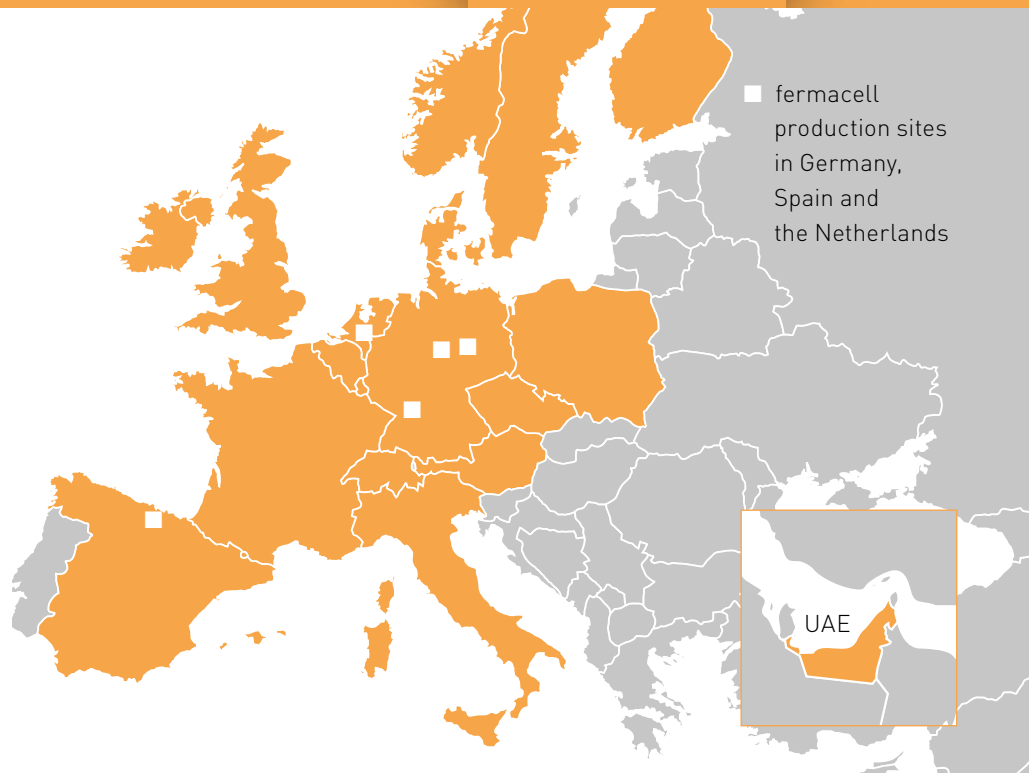 fermacell
production sites
in Germany,
Spain and
the Netherlands
UAE